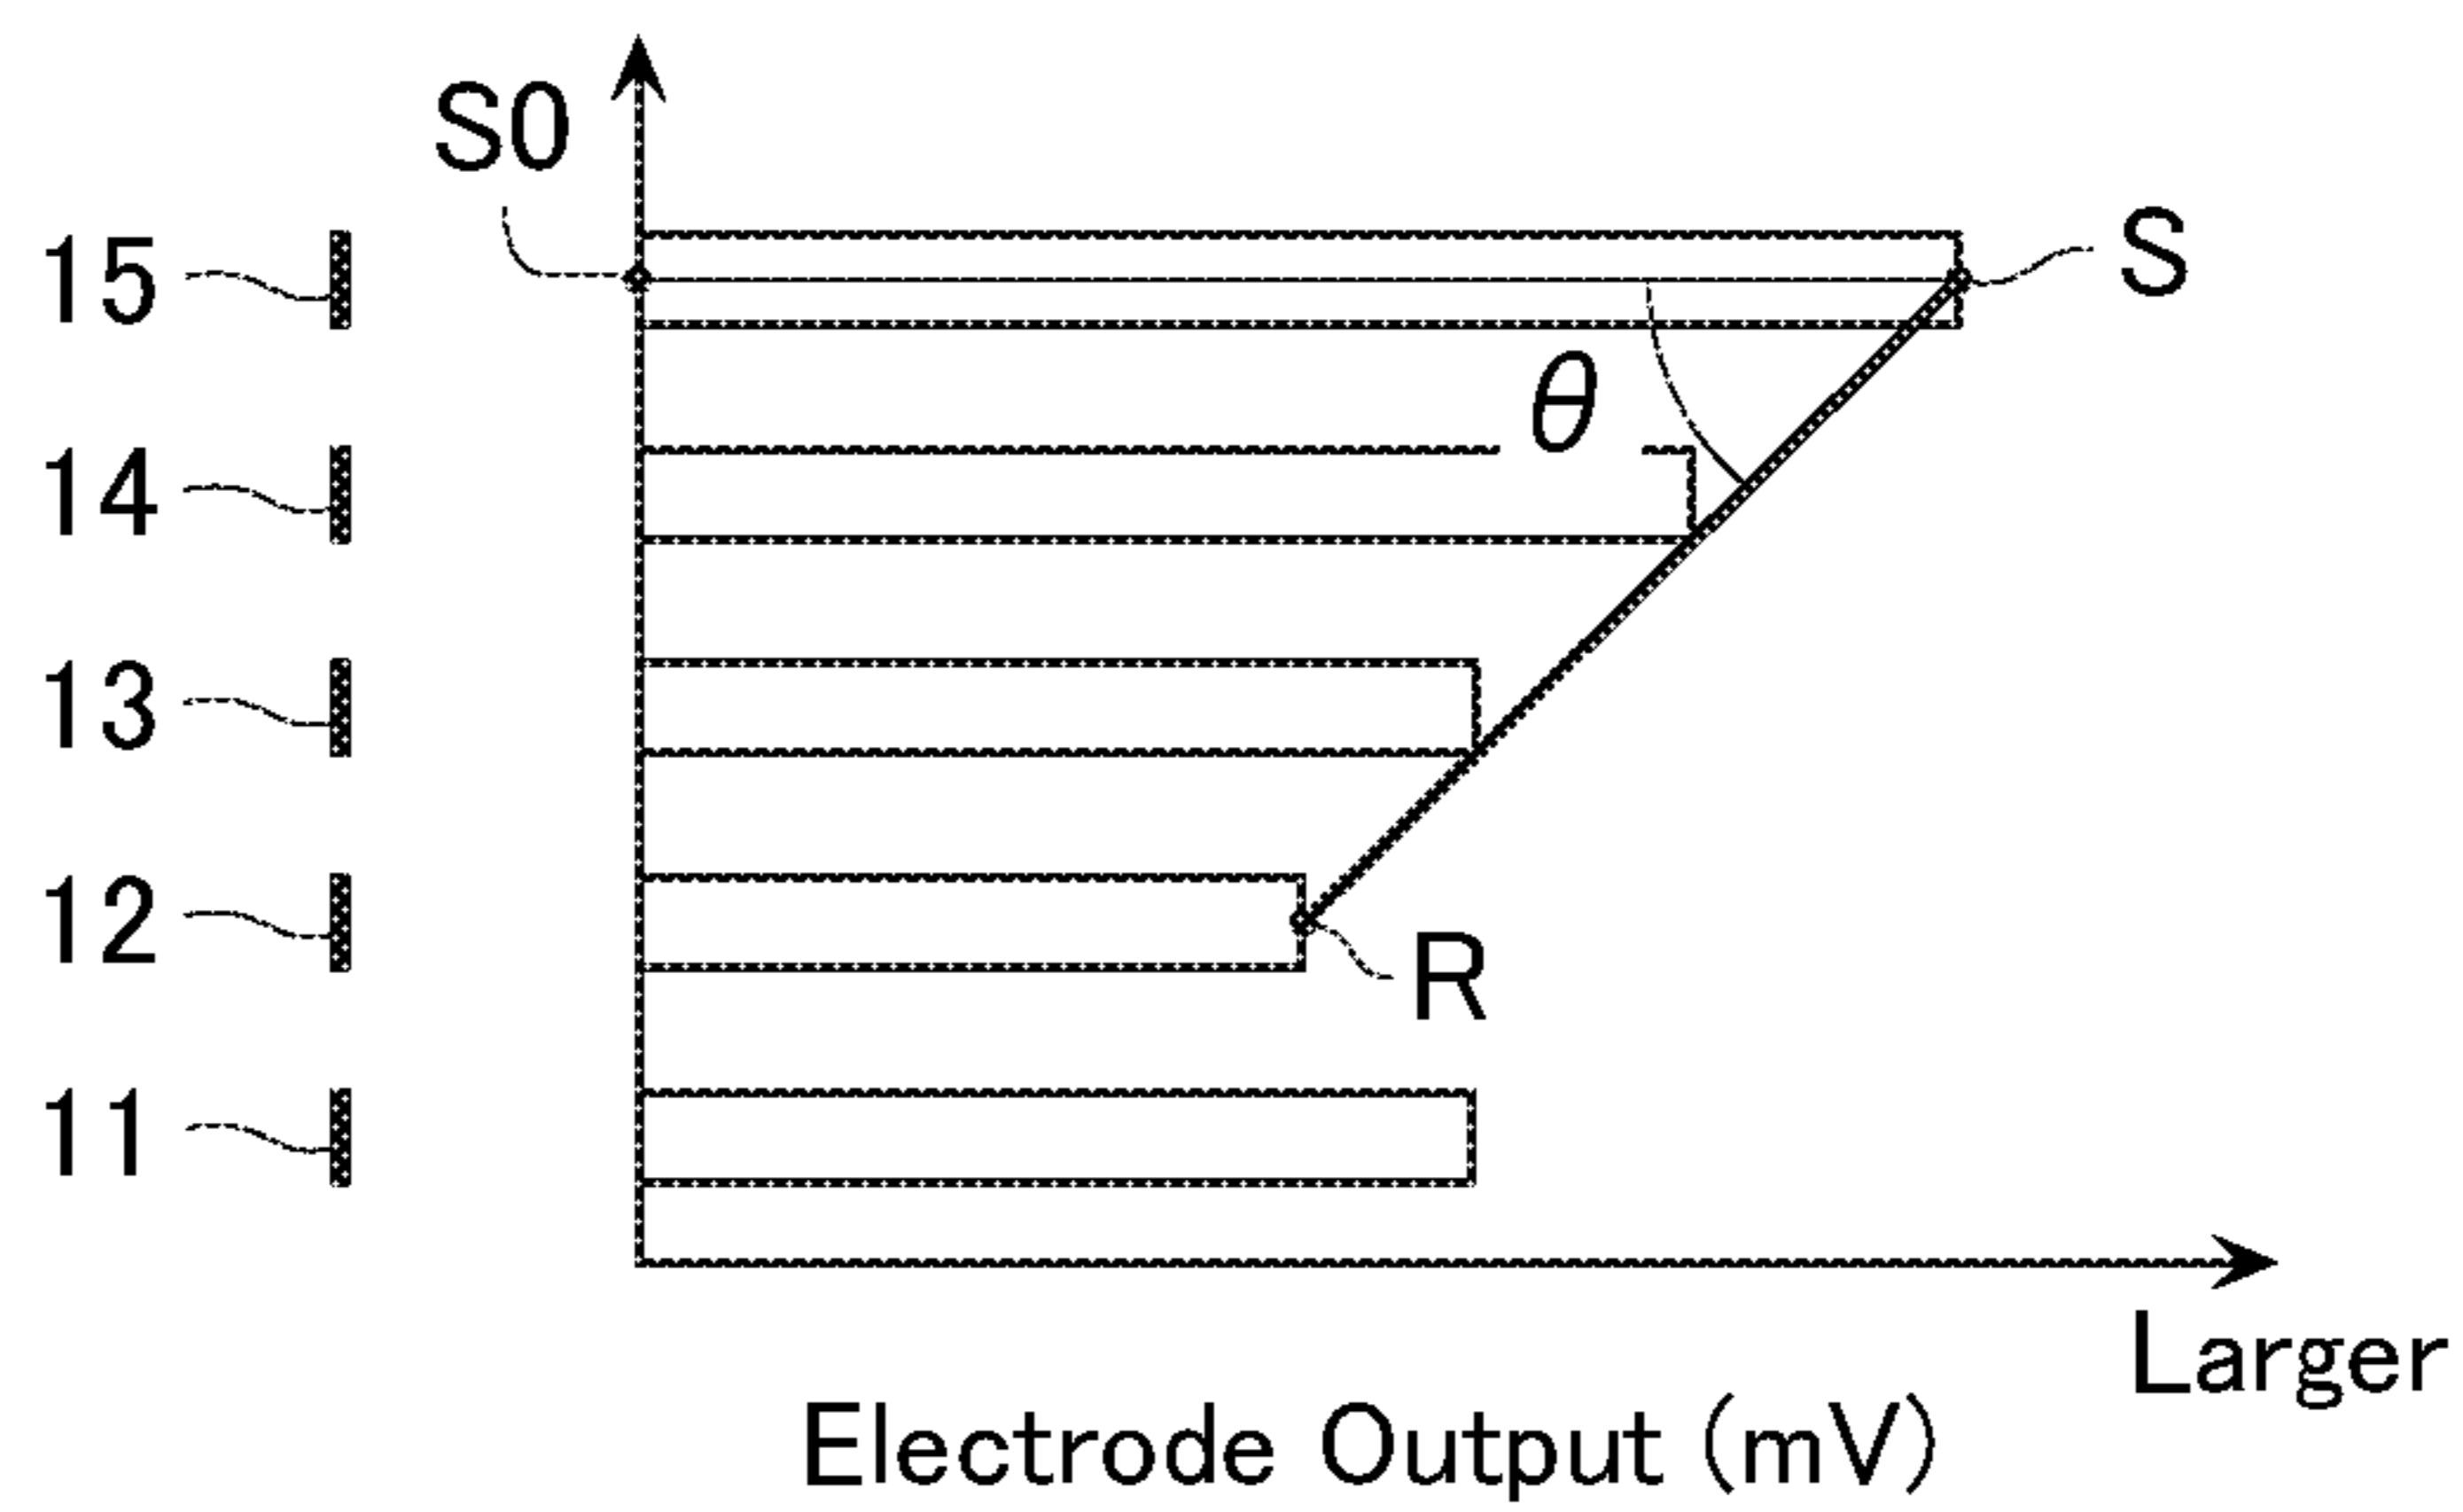 S0
15
S
θ
14
13
12
R
11
Larger
Electrode Output (mV)